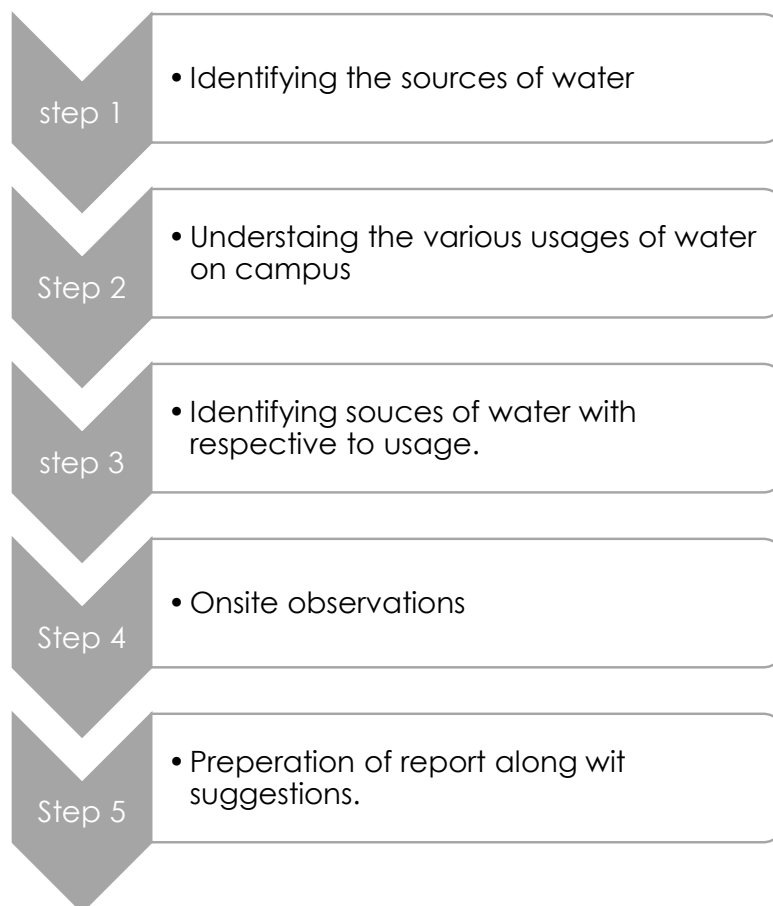 step 1
• Identifying the sources of water
Step 2
• Understaing the various usages of water
on campus
step 3
• Identifying souces of water with
respective to usage.
Step 4
• Onsite observations
Step 5
• Preperation of report along wit
suggestions.